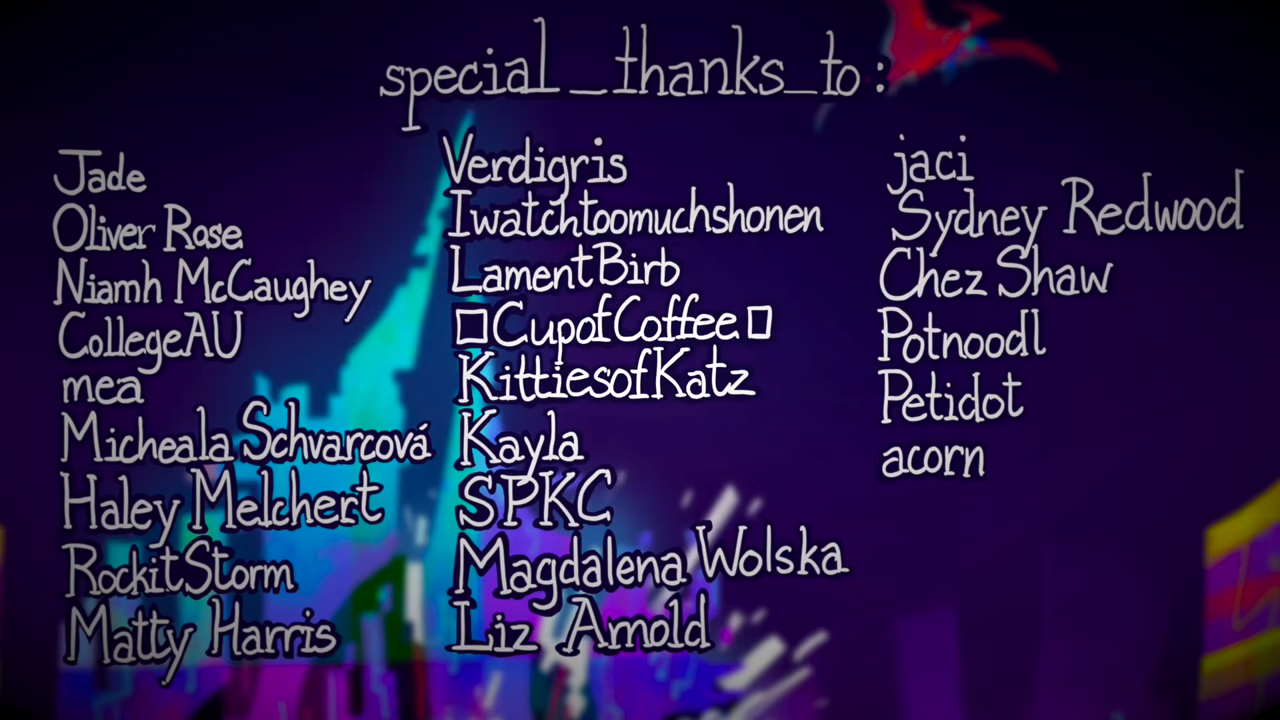 special_thanks_to:
Jade
Oliver Rose
Niamh McCaughey
CollegeAU
mea
Micheala Schvarcová
Haley Melchert
RockitStorm
Matty Harris
Verdigris
Iwatchtoomuchshonen
LamentBirb
□CupofCoffee□
KittiesofKatz
Kayla
SPKC
Magdalena Wolska
Liz Arnold
jaci
Sydney Redwood
Chez Shaw
Potnoodl
Petidot
acorn